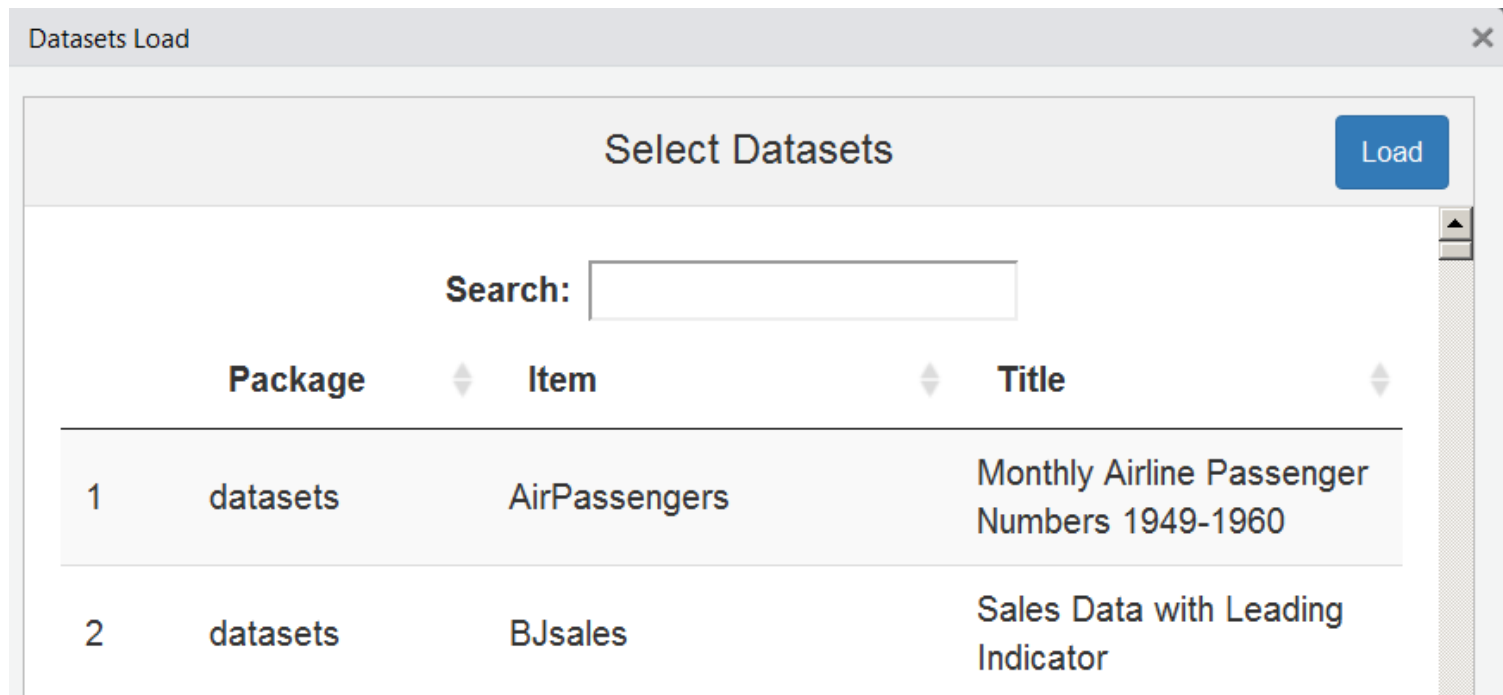 Datasets Load
Select Datasets
Load
Search:
Package Item Title
1 datasets AirPassengers Monthly Airline Passenger
Numbers 1949-1960
2 datasets BJsales Sales Data with Leading
Indicator